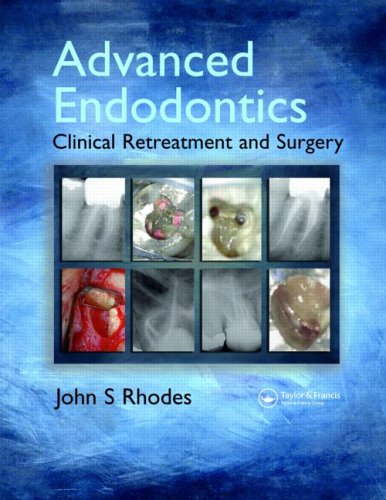 Advanced
Endodontics
Clinical Retreatment and Surgery
John S Rhodes
Taylor & Francis
Taylor & Francis Group